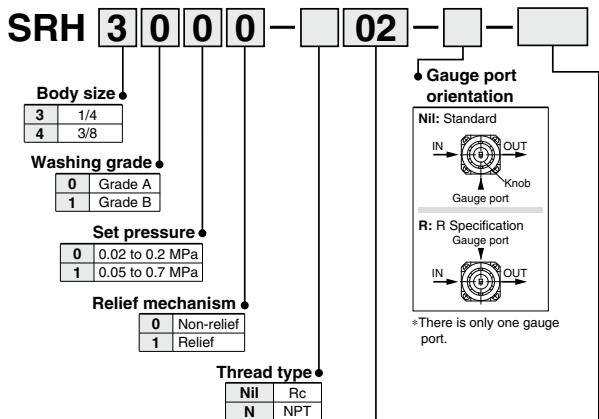 SRH 3 0 0 0 — 02 — —
Body size
3 1/4
4 3/8
Washing grade
0 Grade A
1 Grade B
Set pressure
0 0.02 to 0.2 MPa
1 0.05 to 0.7 MPa
Relief mechanism
0 Non-relief
1 Relief
Thread type
Nil Rc
N NPT
Gauge port
orientation
Nil: Standard
IN OUT
Knob
Gauge port
R: R Specification
Gauge port
IN OUT
*There is only one gauge
port.